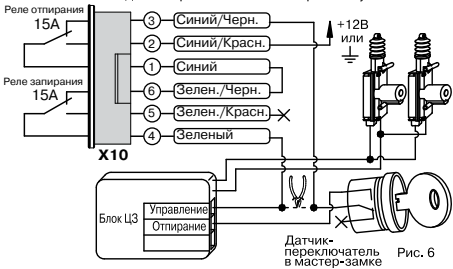 Реле отпирания
15А
Реле запирания
15А
X10
3 Синий/Черн.
2 Синий/Красн.
1 Синий
6 Зелен./Черн.
5 Зелен./Красн.
4 Зеленый
+12В
или
Блок ЦЗ
Управление
Отпирание
Датчик-
переключатель
в мастер-замке
Рис. 6